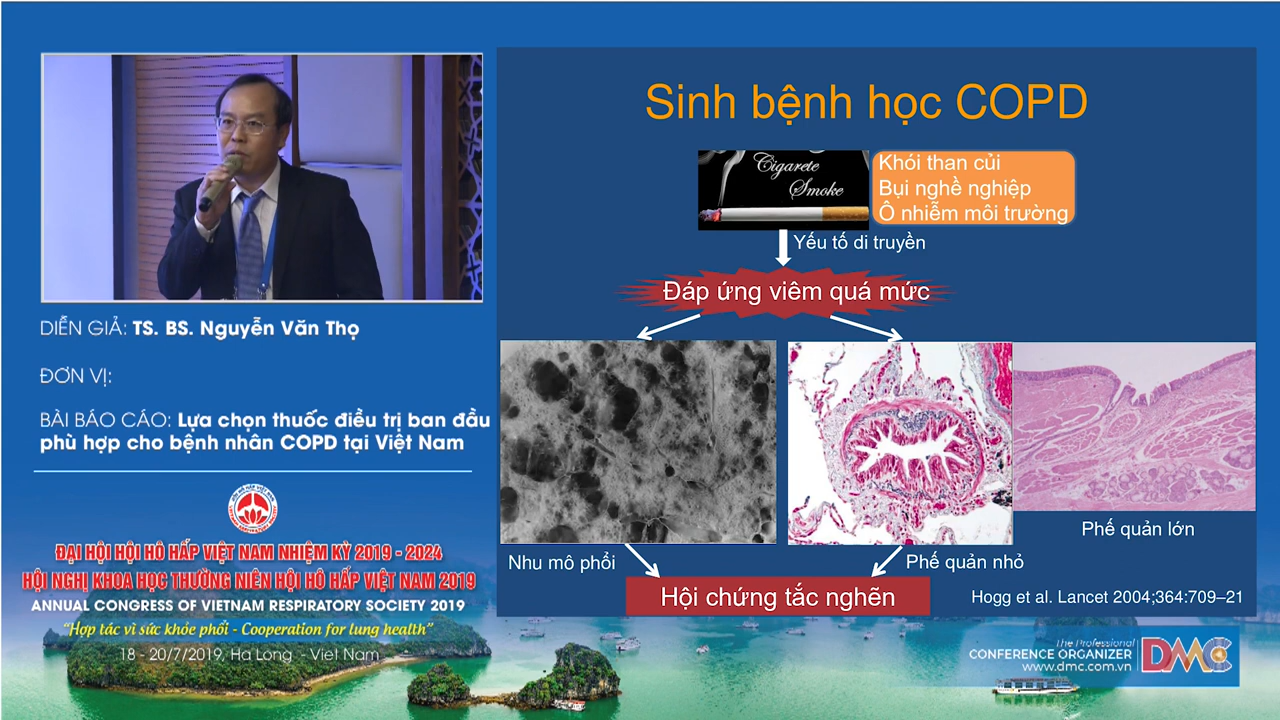 DIỄN GIẢ: TS. BS. Nguyễn Văn Thọ
ĐƠN VỊ:
BÀI BÁO CÁO: Lựa chọn thuốc điều trị ban đầu
phù hợp cho bệnh nhân COPD tại Việt Nam
ĐẠI HỘI HỘI HÔ HẤP VIỆT NAM NHIỆM KỲ 2019 - 2024
HỘI NGHỊ KHOA HỌC THƯỜNG NIÊN HỘI HÔ HẤP VIỆT NAM 2019
ANNUAL CONGRESS OF VIETNAM RESPIRATORY SOCIETY 2019
“Hợp tác vì sức khỏe phổi - Cooperation for lung health”
18 - 20/7/2019, Ha Long - Viet Nam
Sinh bệnh học COPD
Cigarete
Smoke
Khói than củi
Bụi nghề nghiệp
Ô nhiễm môi trường
Yếu tố di truyền
Đáp ứng viêm quá mức
Nhu mô phổi
Phế quản nhỏ
Phế quản lớn
Hội chứng tắc nghẽn
Hogg et al. Lancet 2004;364:709–21
The Professional
CONFERENCE ORGANIZER
www.dmc.com.vn
DMC